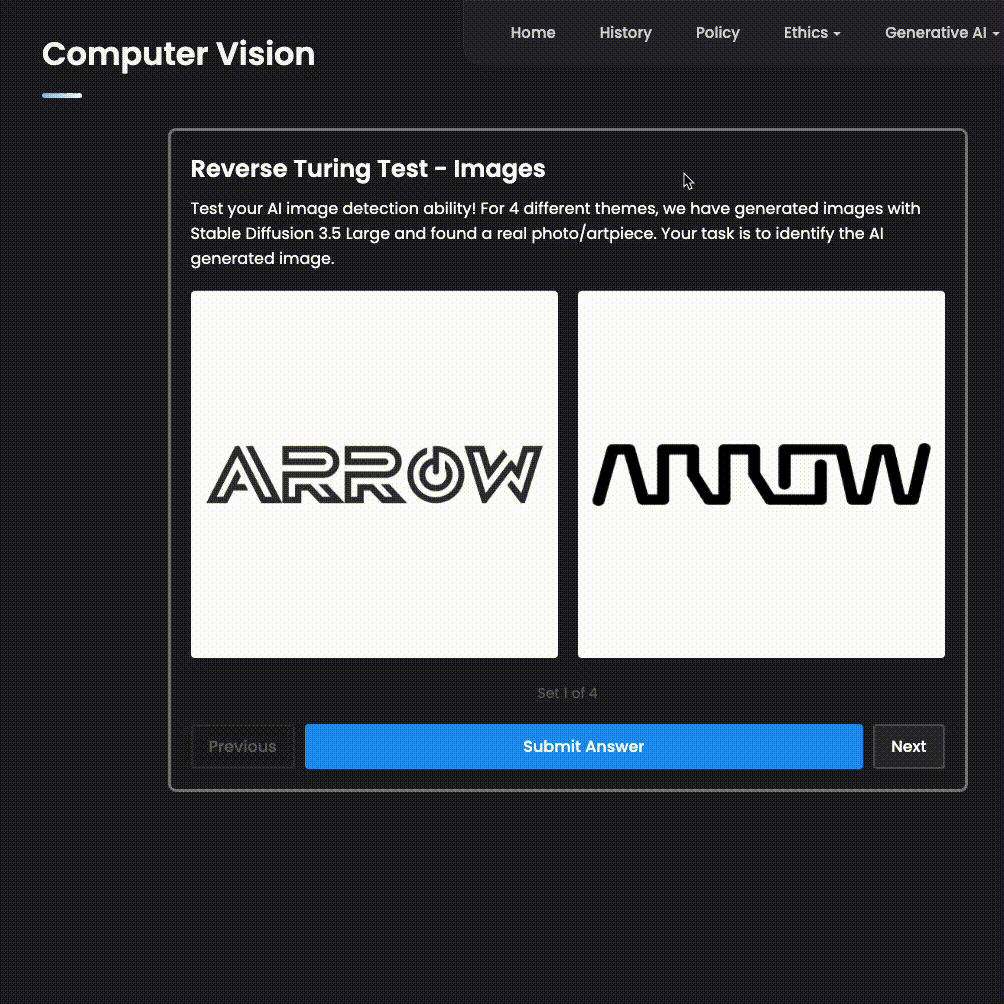 Computer Vision
Home
History
Policy
Ethics
Generative AI
Reverse Turing Test - Images
Test your AI image detection ability! For 4 different themes, we have generated images with
Stable Diffusion 3.5 Large and found a real photo/artpiece. Your task is to identify the AI
generated image.
ARROW
ARROW
Set 1 of 4
Previous
Submit Answer
Next